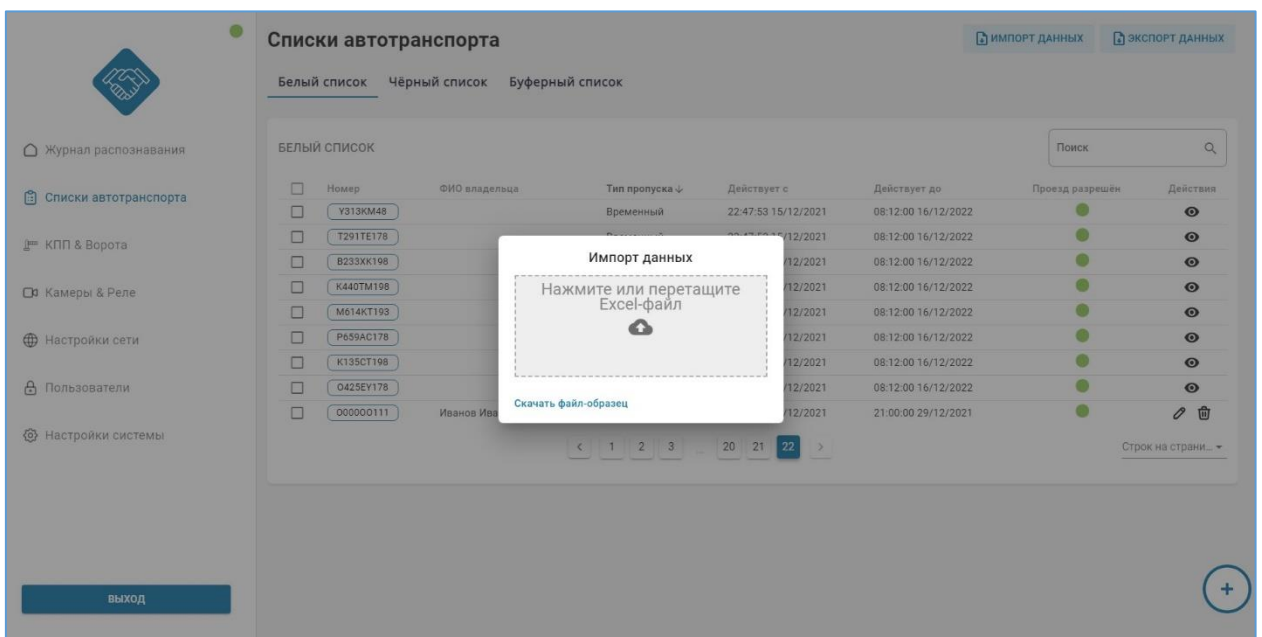 Списки автотранспорта
ИМПОРТ ДАННЫХ
ЭКСПОРТ ДАННЫХ
Белый список Чёрный список Буферный список
Журнал распознавания
Списки автотранспорта
КПП & Ворота
Камеры & Реле
Настройки сети
Пользователи
Настройки системы
ВЫХОД
БЕЛЫЙ СПИСОК
Поиск
Номер ФИО владельца Тип пропуска Действует с Действует до Проезд разрешён Действия
Y313KM48 Временный 22:47:53 15/12/2021 08:12:00 16/12/2022
T291TE178 /12/2021 08:12:00 16/12/2022
B233XK198 /12/2021 08:12:00 16/12/2022
K440TM198 /12/2021 08:12:00 16/12/2022
M614KT193 /12/2021 08:12:00 16/12/2022
P659AC178 /12/2021 08:12:00 16/12/2022
K135CT198 /12/2021 08:12:00 16/12/2022
O425EY178 /12/2021 08:12:00 16/12/2022
000000111 Иванов Ива /12/2021 21:00:00 29/12/2021
1 2 3 ... 20 21 22
Строк на страни...
Импорт данных
Нажмите или перетащите
Excel-файл
Скачать файл-образец